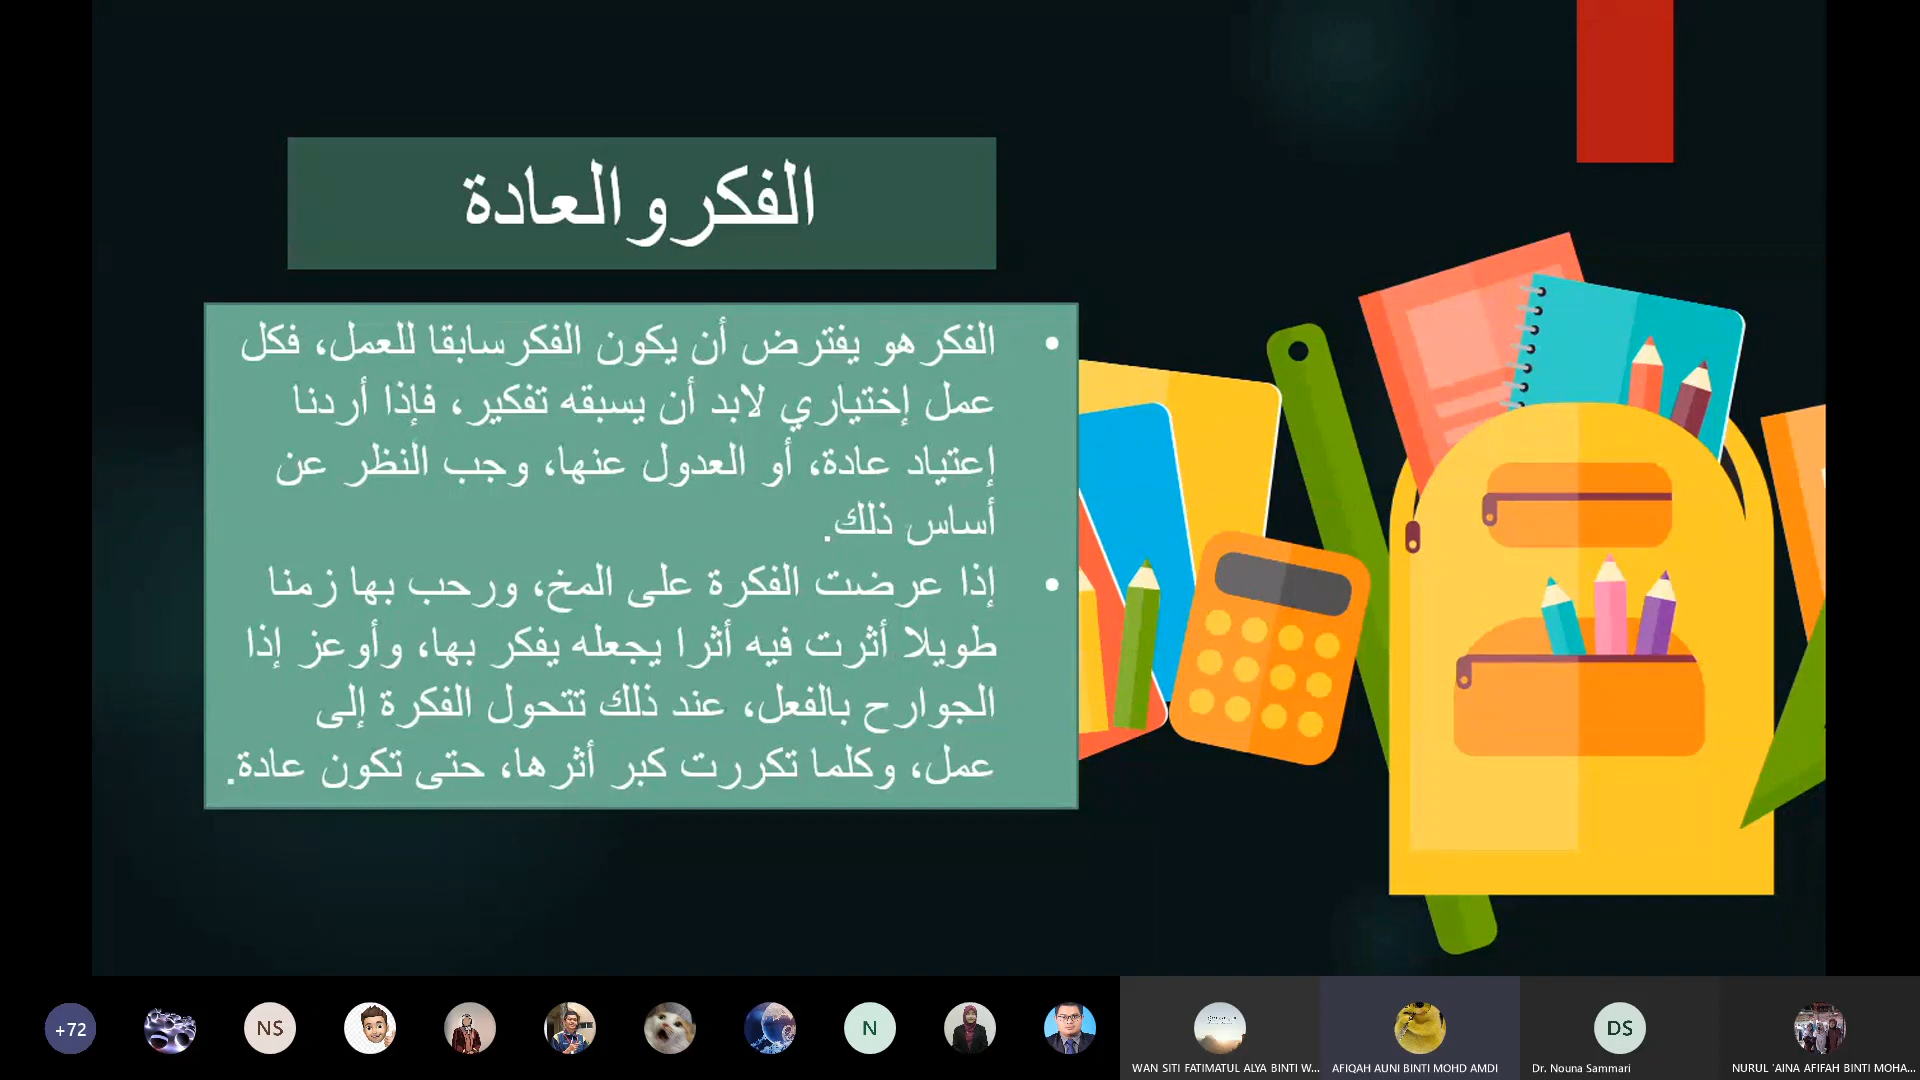 الفكر و العادة
الفكر هو يفترض أن يكون الفكر سابقا للعمل، فكل
عمل إختياري لابد أن يسبقه تفكير، فإذا أردنا
إعتياد عادة، أو العدول عنها، وجب النظر عن
أساس ذلك.
إذا عرضت الفكرة على المخ، ورحب بها زمنا
طويلا أثرت فيه أثرا يجعله يفكر بها، وأوعز إذا
الجوارح بالفعل، عند ذلك تتحول الفكرة إلى
عمل، وكلما تكررت كبر أثرها، حتى تكون عادة.
+72
NS
N
DS
WAN SITI FATIMATUL ALYA BINTI W...
AFIQAH AUNI BINTI MOHD AMDI
Dr. Nouna Sammari
NURUL 'AINA AFIFAH BINTI MOHA...